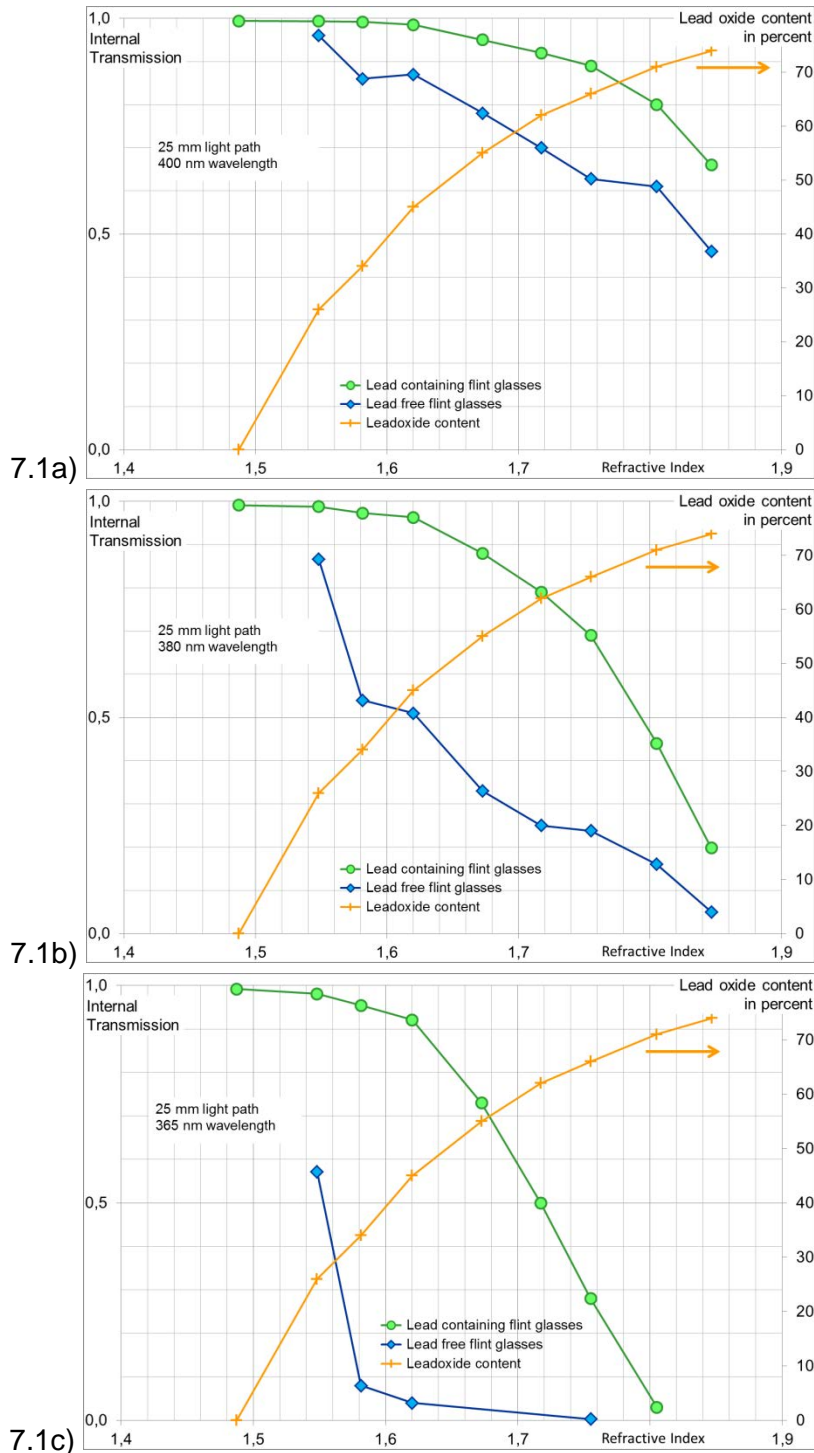 1,0
Internal
Transmission
Lead oxide content
in percent
70
25 mm light path
400 nm wavelength
60
50
0,5
40
30
20
Lead containing flint glasses
Lead free flint glasses
10
Leadoxide content
0,0
0
7.1a)
1,4
1,5
1,6
1,7
Refractive Index
1,9
1,0
Internal
Transmission
Lead oxide content
in percent
70
25 mm light path
380 nm wavelength
60
50
0,5
40
30
20
Lead containing flint glasses
Lead free flint glasses
10
Leadoxide content
0,0
0
7.1b)
1,4
1,5
1,6
1,7
Refractive Index
1,9
1,0
Internal
Transmission
Lead oxide content
in percent
70
25 mm light path
365 nm wavelength
60
50
0,5
40
30
20
Lead containing flint glasses
Lead free flint glasses
10
Leadoxide content
0,0
0
7.1c)
1,4
1,5
1,6
1,7
Refractive Index
1,9